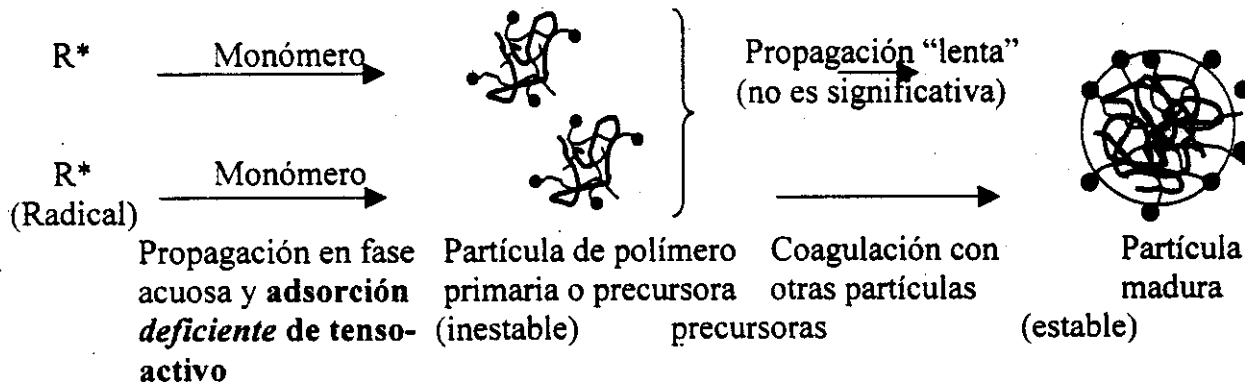 R* Monómero Propagación “lenta”
(no es significativa)
R* Monómero
(Radical)
Propagación en fase
acuosa y adsorción
deficiente de tenso-
activo
Partícula de polímero
primaria o precursora
(inestable)
Coagulación con
otras partículas
precursoras
Partícula
madura
(estable)